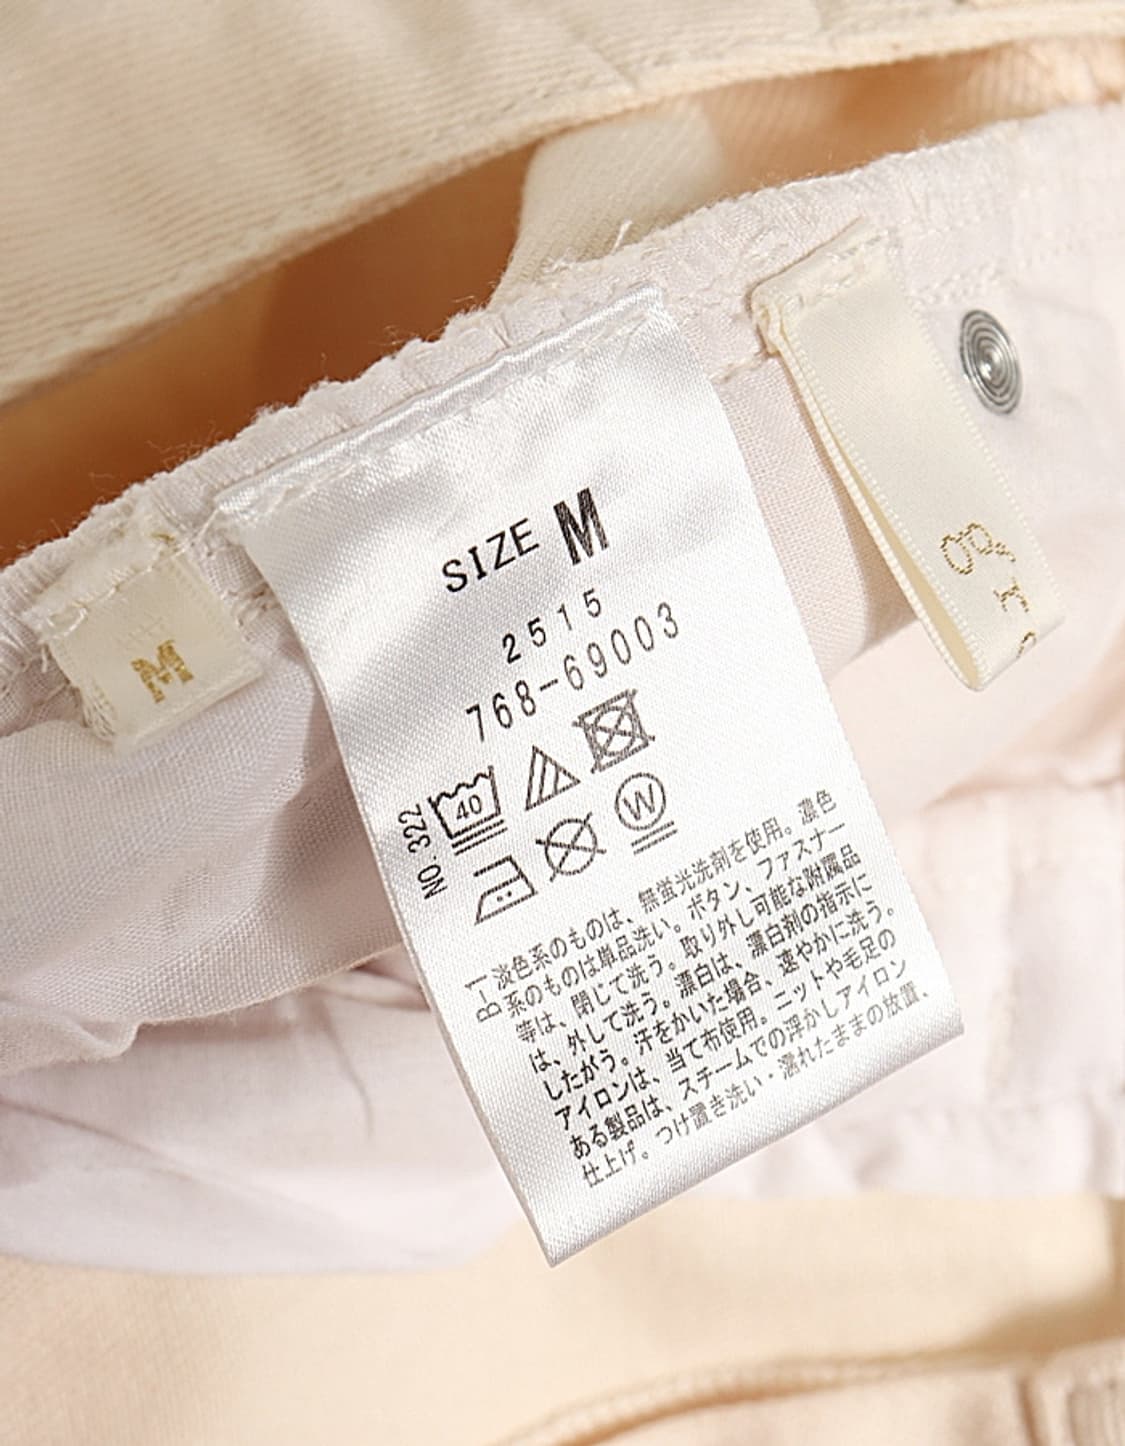 SIZE M
2515
768-69003
40
W
NO. 322
B-1 淡色系のものは、無蛍光洗剤を使用。濃色
系のものは単品洗い。ボタン、ファスナー
等は、閉じて洗う。取り外し可能な附属品
は、外して洗う。漂白は、漂白剤の指示に
したがう。汗をかいた場合、速やかに洗う。
アイロンは、当て布使用。ニットや毛足の
ある製品は、スチームでの浮かしアイロン
仕上げ。つけ置き洗い・濡れたままの放置、
M